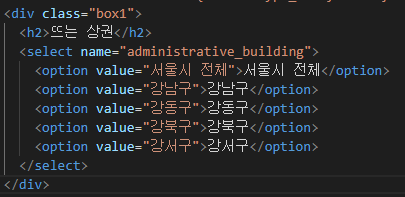 <div class="box1">
<h2>뜨는 상권</h2>
<select name="administrative_building">
<option value="서울시 전체">서울시 전체</option>
<option value="강남구">강남구</option>
<option value="강동구">강동구</option>
<option value="강북구">강북구</option>
<option value="강서구">강서구</option>
</select>
</div>